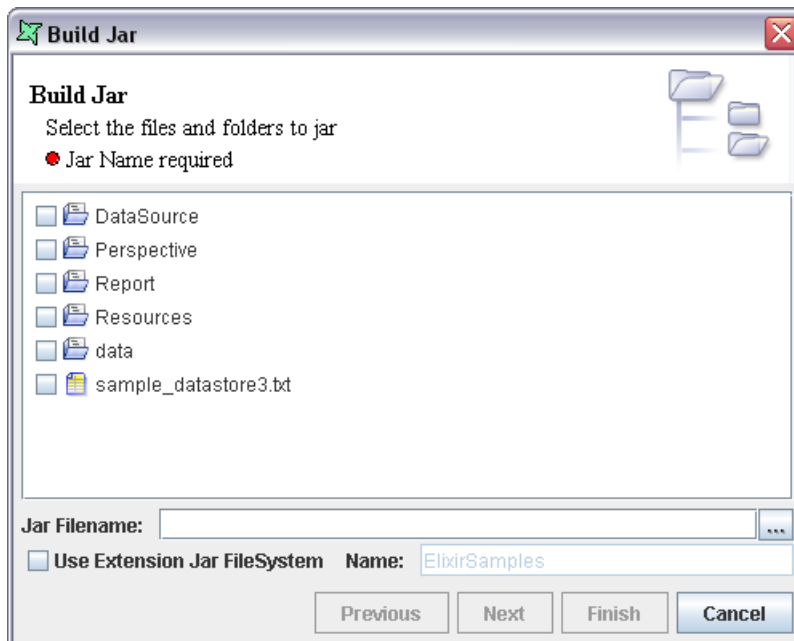 Build Jar
Build Jar
Select the files and folders to jar
Jar Name required
DataSource
Perspective
Report
Resources
data
sample_datastore3.txt
Jar Filename: ...
Use Extension Jar FileSystem Name: ElixirSamples
Previous Next Finish Cancel